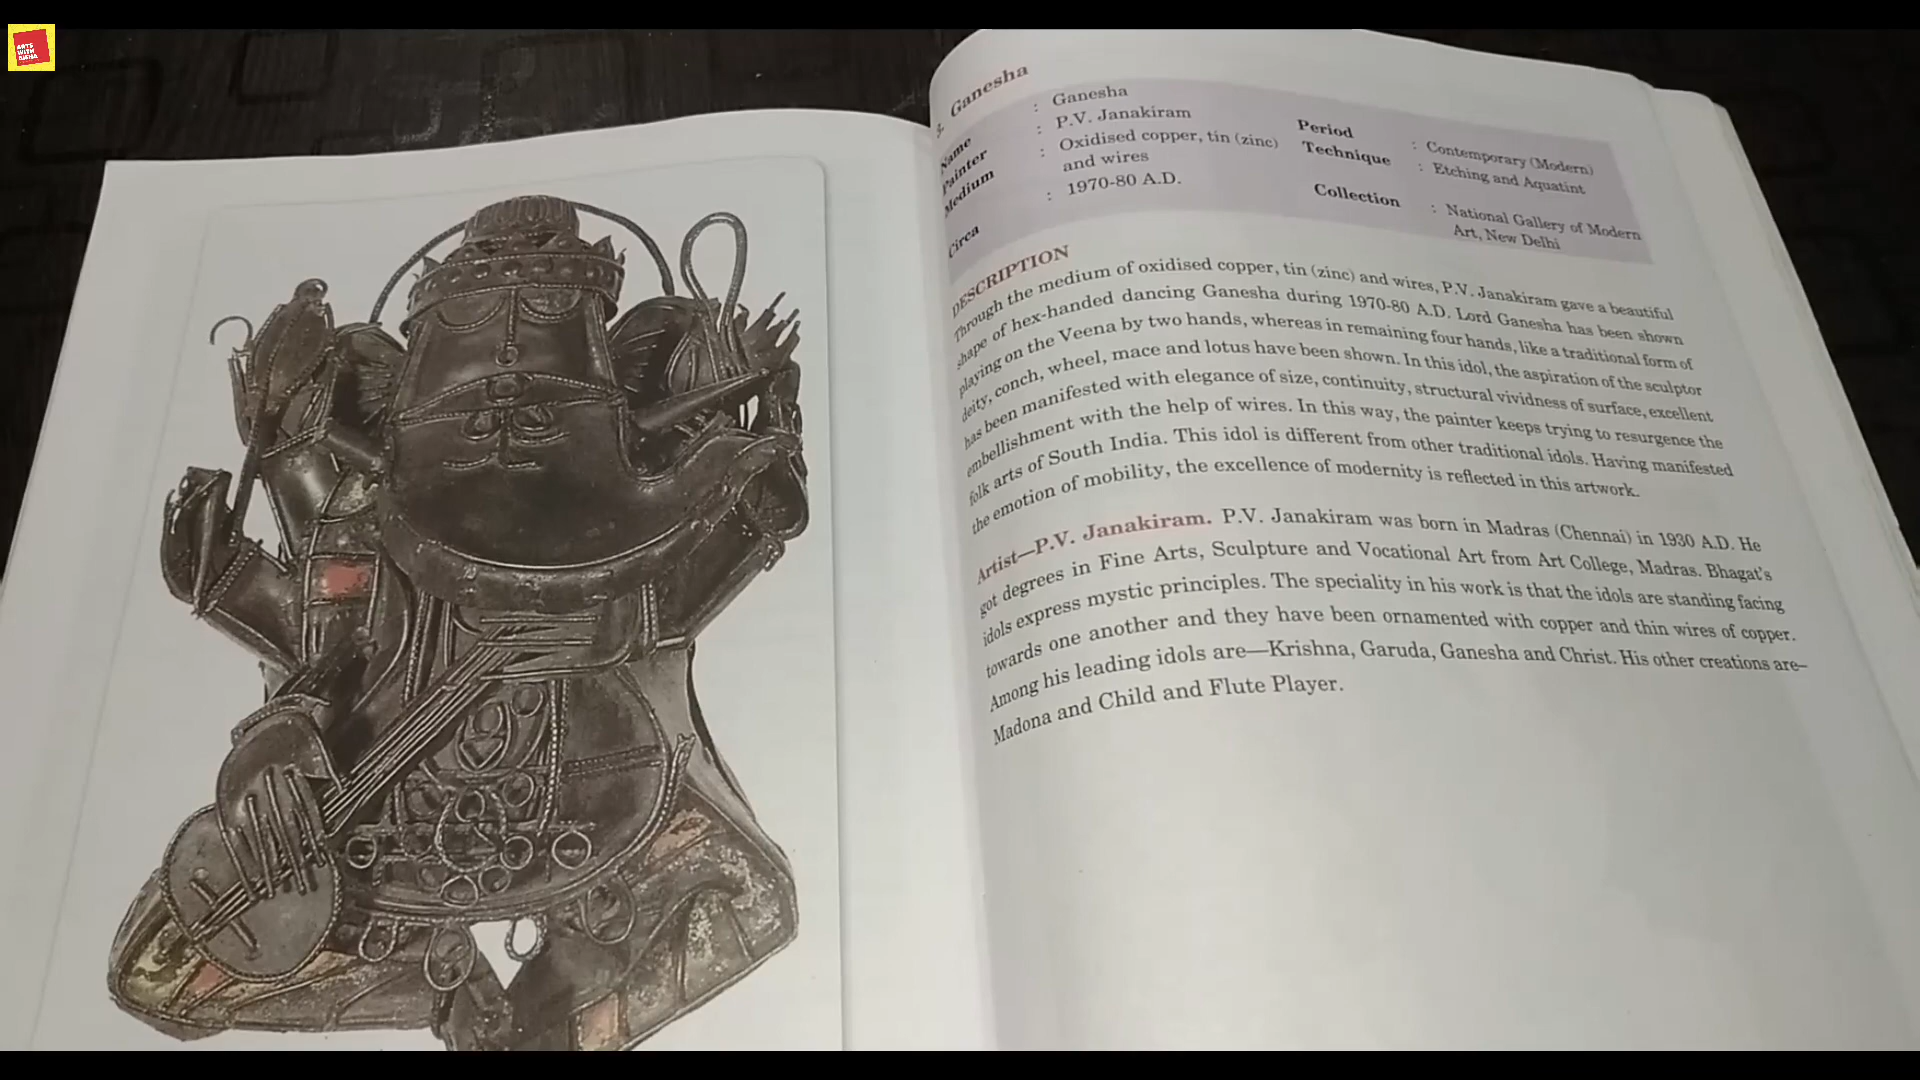 ARTS
WITH
3. Ganesha
Name : Ganesha
Painter : P.V. Janakiram
Medium : Oxidised copper, tin (zinc)
and wires
Circa : 1970-80 A.D.
Period : Contemporary (Modern)
Technique : Etching and Aquatint
Collection : National Gallery of Modern
Art, New Delhi
DESCRIPTION
Through the medium of oxidised copper, tin (zinc) and wires, P.V. Janakiram gave a beautiful
shape of hex-handed dancing Ganesha during 1970-80 A.D. Lord Ganesha has been shown
playing on the Veena by two hands, whereas in remaining four hands, like a traditional form of
deity, conch, wheel, mace and lotus have been shown. In this idol, the aspiration of the sculptor
has been manifested with elegance of size, continuity, structural vividness of surface, excellent
embellishment with the help of wires. In this way, the painter keeps trying to resurgence the
folk arts of South India. This idol is different from other traditional idols. Having manifested
the emotion of mobility, the excellence of modernity is reflected in this artwork.
Artist—P.V. Janakiram. P.V. Janakiram was born in Madras (Chennai) in 1930 A.D. He
got degrees in Fine Arts, Sculpture and Vocational Art from Art College, Madras. Bhagat's
idols express mystic principles. The speciality in his work is that the idols are standing facing
towards one another and they have been ornamented with copper and thin wires of copper.
Among his leading idols are—Krishna, Garuda, Ganesha and Christ. His other creations are–
Madona and Child and Flute Player.